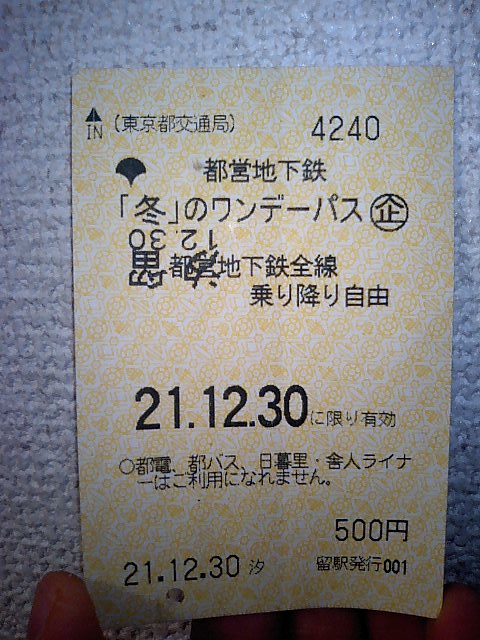 IN (東京都交通局) 4240
都営地下鉄
「冬」のワンデーパス 企
12.30
汐留
都営地下鉄全線
乗り降り自由
21.12.30に限り有効
○都電、都バス、日暮里・舎人ライナ
ーはご利用になれません。
500円
21.12.30 汐留駅発行001